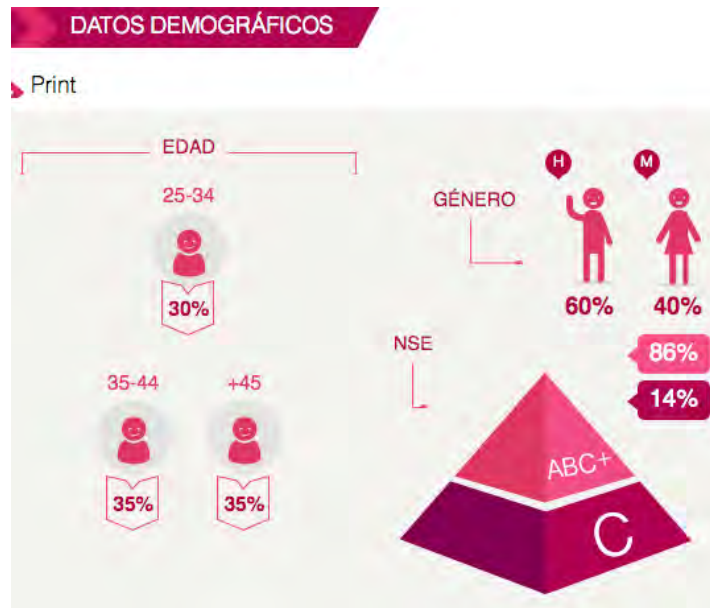 DATOS DEMOGRÁFICOS
Print
EDAD
25-34
30%
35-44
+45
35%
35%
GÉNERO
H
M
60%
40%
NSE
86%
14%
ABC+
C